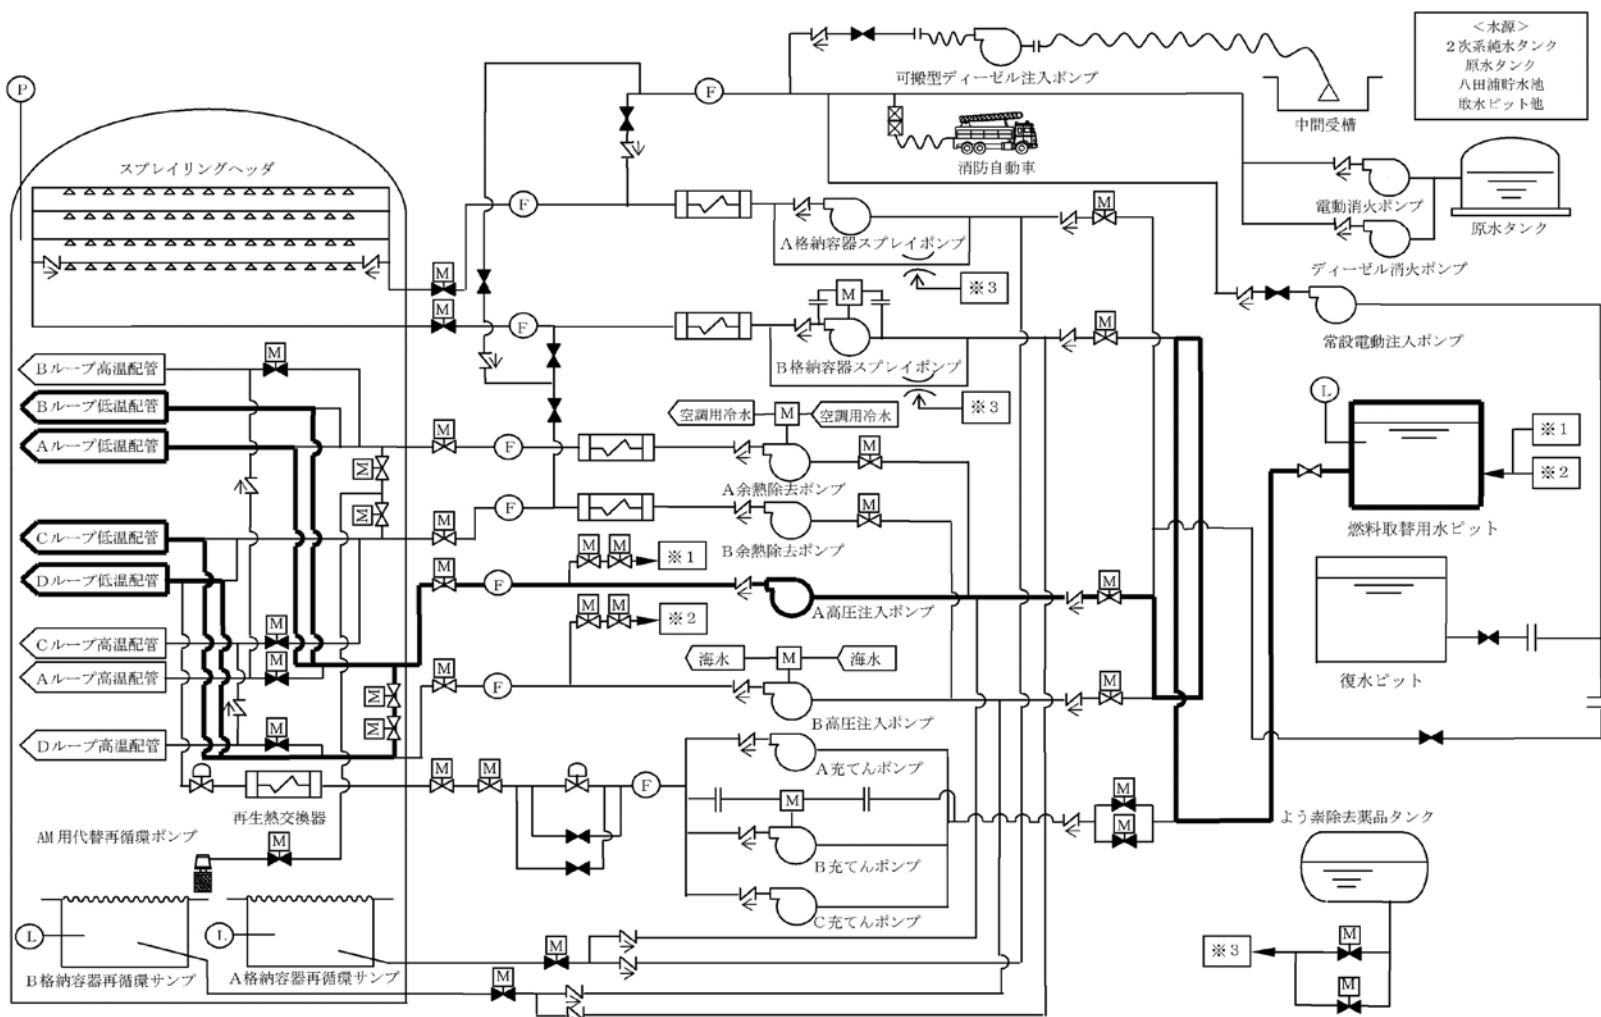 <水源>
2次系純水タンク
原水タンク
八田浦貯水池
取水ピット他
可搬型ディーゼル注入ポンプ
中間受槽
P
F
消防自動車
スプレイリングヘッダ
電動消火ポンプ
原水タンク
F
M
A格納容器スプレイポンプ
ディーゼル消火ポンプ
M
※3
M
M
F
M
B格納容器スプレイポンプ
常設電動注入ポンプ
※3
M
Bループ高温配管
L
Bループ低温配管
空調用冷水
M
空調用冷水
Aループ低温配管
M
F
M
※1
M
※2
A余熱除去ポンプ
M
M
F
M
燃料取替用水ピット
Cループ低温配管
B余熱除去ポンプ
M
M
※1
Dループ低温配管
M
F
M
A高圧注入ポンプ
M
M
※2
M
Cループ高温配管
M
海水
M
海水
Aループ高温配管
M
F
M
復水ピット
M
M
B高圧注入ポンプ
M
Dループ高温配管
A充てんポンプ
M
M
F
M
M
再生熱交換器
M
よう素除去薬品タンク
AM用代替再循環ポンプ
M
B充てんポンプ
C充てんポンプ
L
L
M
M
※3
B格納容器再循環サンプ
A格納容器再循環サンプ
M
M